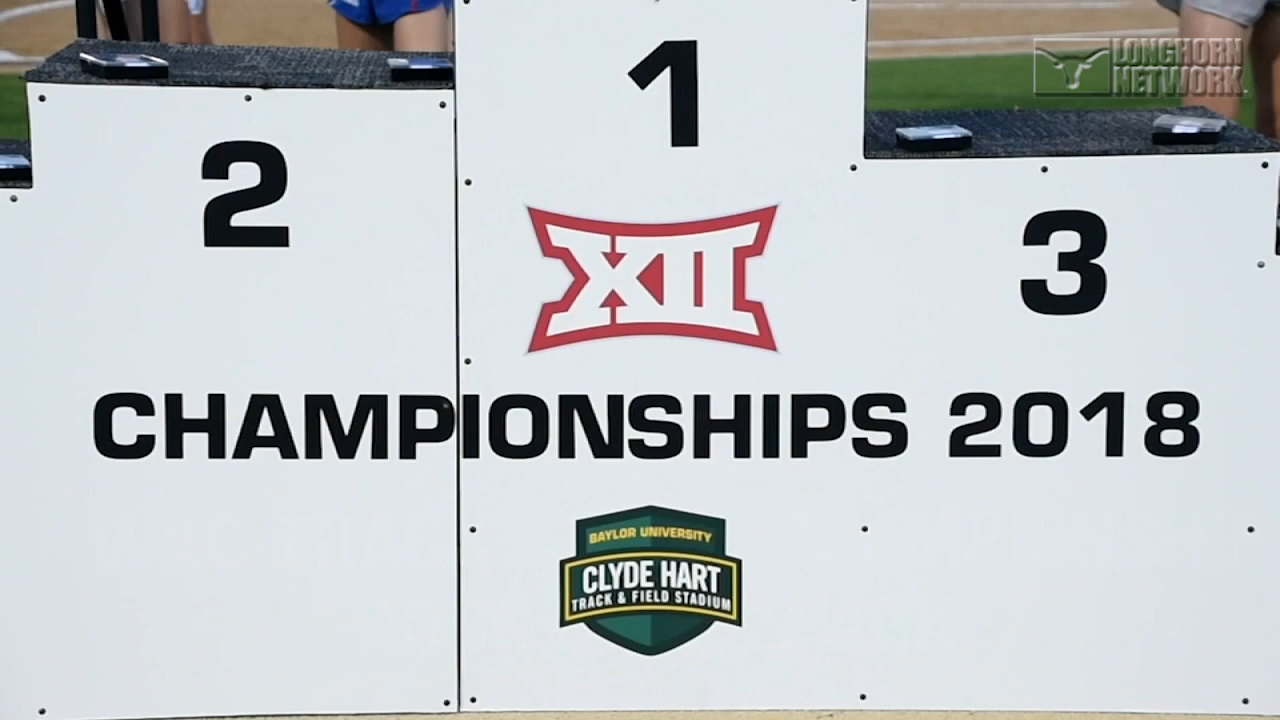 LONGHORN
NETWORK
1
2
3
XII
CHAMPIONSHIPS 2018
BAYLOR UNIVERSITY
CLYDE HART
TRACK & FIELD STADIUM